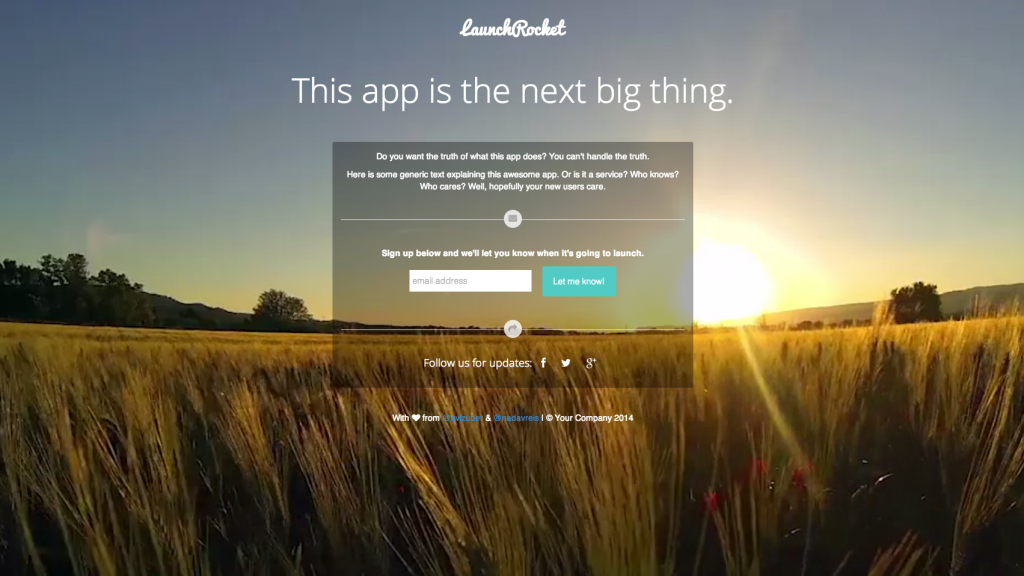 LaunchRocket
This app is the next big thing.
Do you want the truth of what this app does? You can't handle the truth.
Here is some generic text explaining this awesome app. Or is it a service? Who knows?
Who cares? Well, hopefully your new users care.
Sign up below and we'll let you know when it's going to launch.
email address
Let me know!
Follow us for updates:
With from & @nadavreis | © Your Company 2014